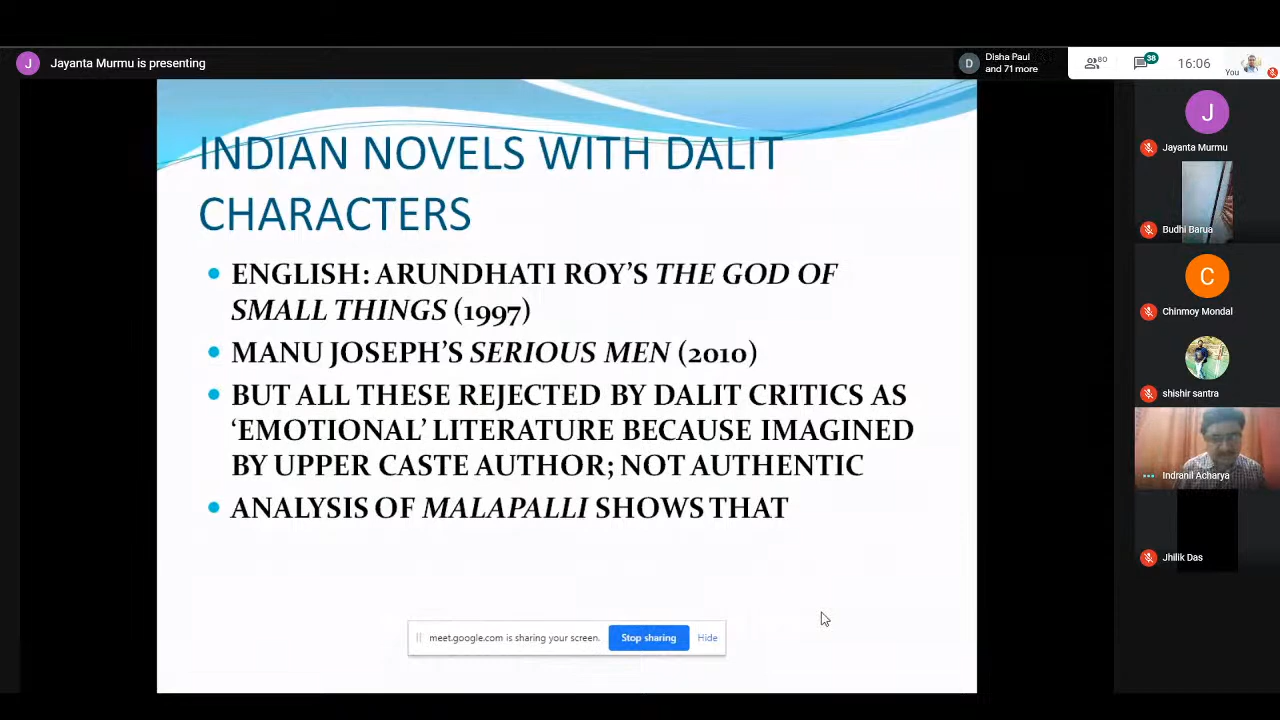 J Jayanta Murmu is presenting
D Disha Paul
and 71 more
80
38
16:06
You
INDIAN NOVELS WITH DALIT
CHARACTERS
ENGLISH: ARUNDHATI ROY’S THE GOD OF
SMALL THINGS (1997)
MANU JOSEPH’S SERIOUS MEN (2010)
BUT ALL THESE REJECTED BY DALIT CRITICS AS
‘EMOTIONAL’ LITERATURE BECAUSE IMAGINED
BY UPPER CASTE AUTHOR; NOT AUTHENTIC
ANALYSIS OF MALAPALLI SHOWS THAT
meet.google.com is sharing your screen. Stop sharing Hide
J
Jayanta Murmu
Budhi Barua
C
Chinmoy Mondal
shishir santra
Indranil Acharya
Jhilik Das